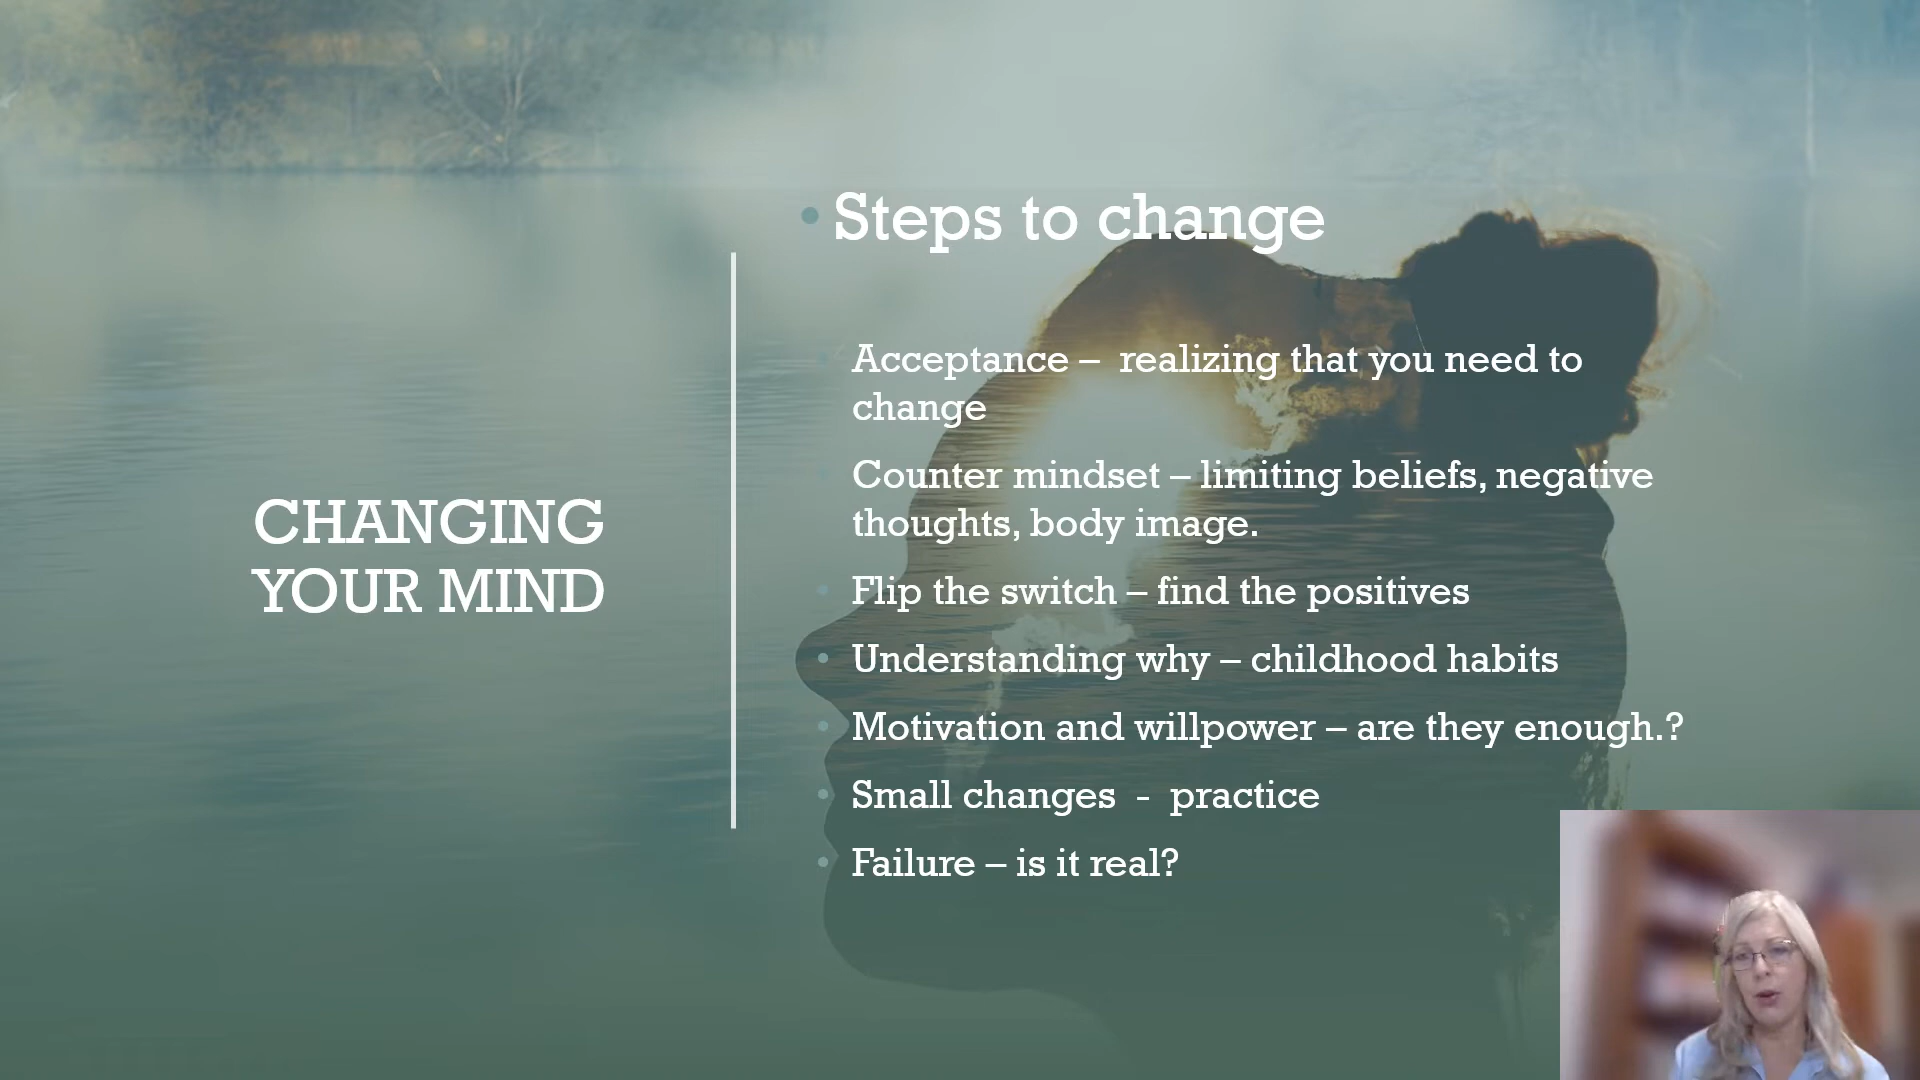 CHANGING
YOUR MIND
• Steps to change
Acceptance –  realizing that you need to
change
Counter mindset – limiting beliefs, negative
thoughts, body image.
• Flip the switch – find the positives
• Understanding why – childhood habits
• Motivation and willpower – are they enough.?
• Small changes  -  practice
• Failure – is it real?